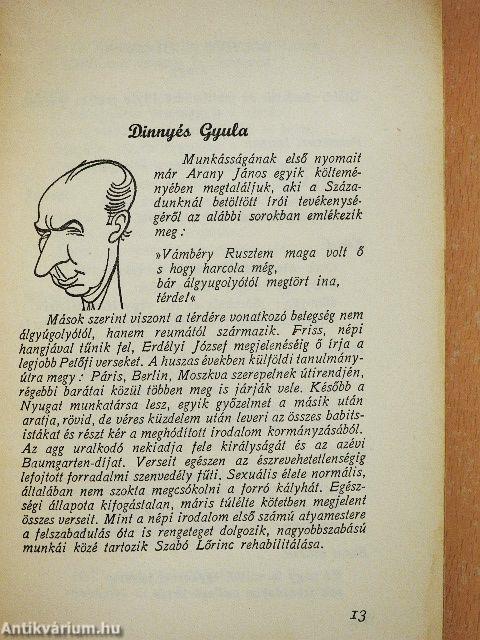 Dinnyés Gyula
Munkásságának első nyomait
már Arany János egyik költemé-
nyében megtaláljuk, aki a Száza-
dunknál betöltött írói tevékenysé-
géről az alábbi sorokban emlékezik
meg :
»Vámbéry Rusztem maga volt ő
s hogy harcola még,
bár álgyugolyótól megtört ina,
térde!«
Mások szerint viszont a térdére vonatkozó betegség nem
álgyúgolyótól, hanem reumától származik. Friss, népi
hangjával tűnik fel, Erdélyi József megjelenéséig ő írja a
legjobb Petőfi verseket. A huszas években külföldi tanulmány-
útra megy : Páris, Berlin, Moszkva szerepelnek útirendjén,
régebbi barátai közül többen meg is járják vele. Később a
Nyugat munkatársa lesz, egyik győzelmet a másik után
aratja, rövid, de véres küzdelem után leveri az összes babits-
istákat és részt kér a meghódított irodalom kormányzásából.
Az agg uralkodó nekiadja fele királyságát és az azévi
Baumgarten-díjat. Verseit egészen az észrevehetetlenségig
lefojtott forradalmi szenvedély fűti. Sexuális élete normális,
általában nem szokta megcsókolni a forró kályhát. Egész-
ségi állapota kifogástalan, máris túlélte kötetben megjelent
összes verseit. Mint a népi irodalom első számú atyamestere
a felszabadulás óta is rengeteget dolgozik, nagyobbszabású
munkái közé tartozik Szabó Lőrinc rehabilitálása.
13
Antikvárium.hu